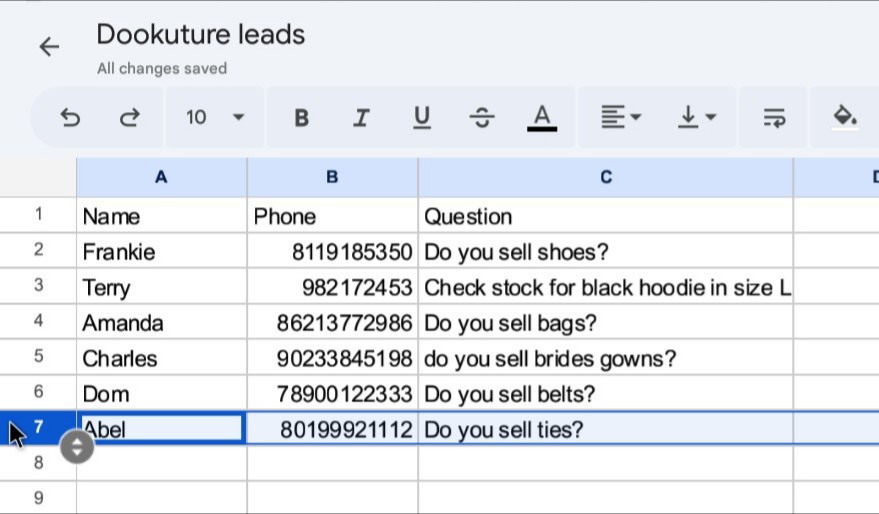 Dookuture leads
All changes saved
10 B I U S A
A B C
1 Name Phone Question
2 Frankie 8119185350 Do you sell shoes?
3 Terry 982172453 Check stock for black hoodie in size L
4 Amanda 86213772986 Do you sell bags?
5 Charles 90233845198 do you sell brides gowns?
6 Dom 78900122333 Do you sell belts?
7 Abel 80199921112 Do you sell ties?
8
9